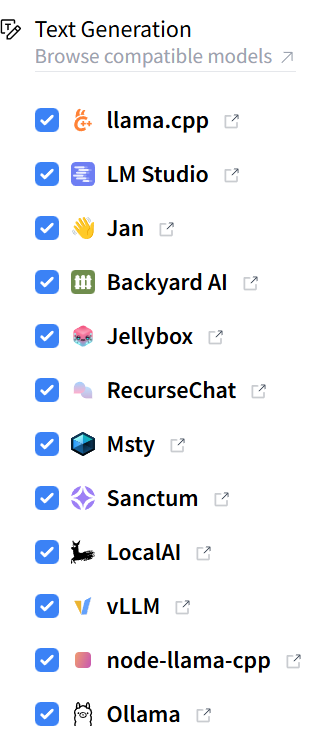 Text Generation
Browse compatible models
llama.cpp
LM Studio
Jan
Backyard AI
Jellybox
RecurseChat
Msty
Sanctum
LocalAI
vLLM
node-llama-cpp
Ollama